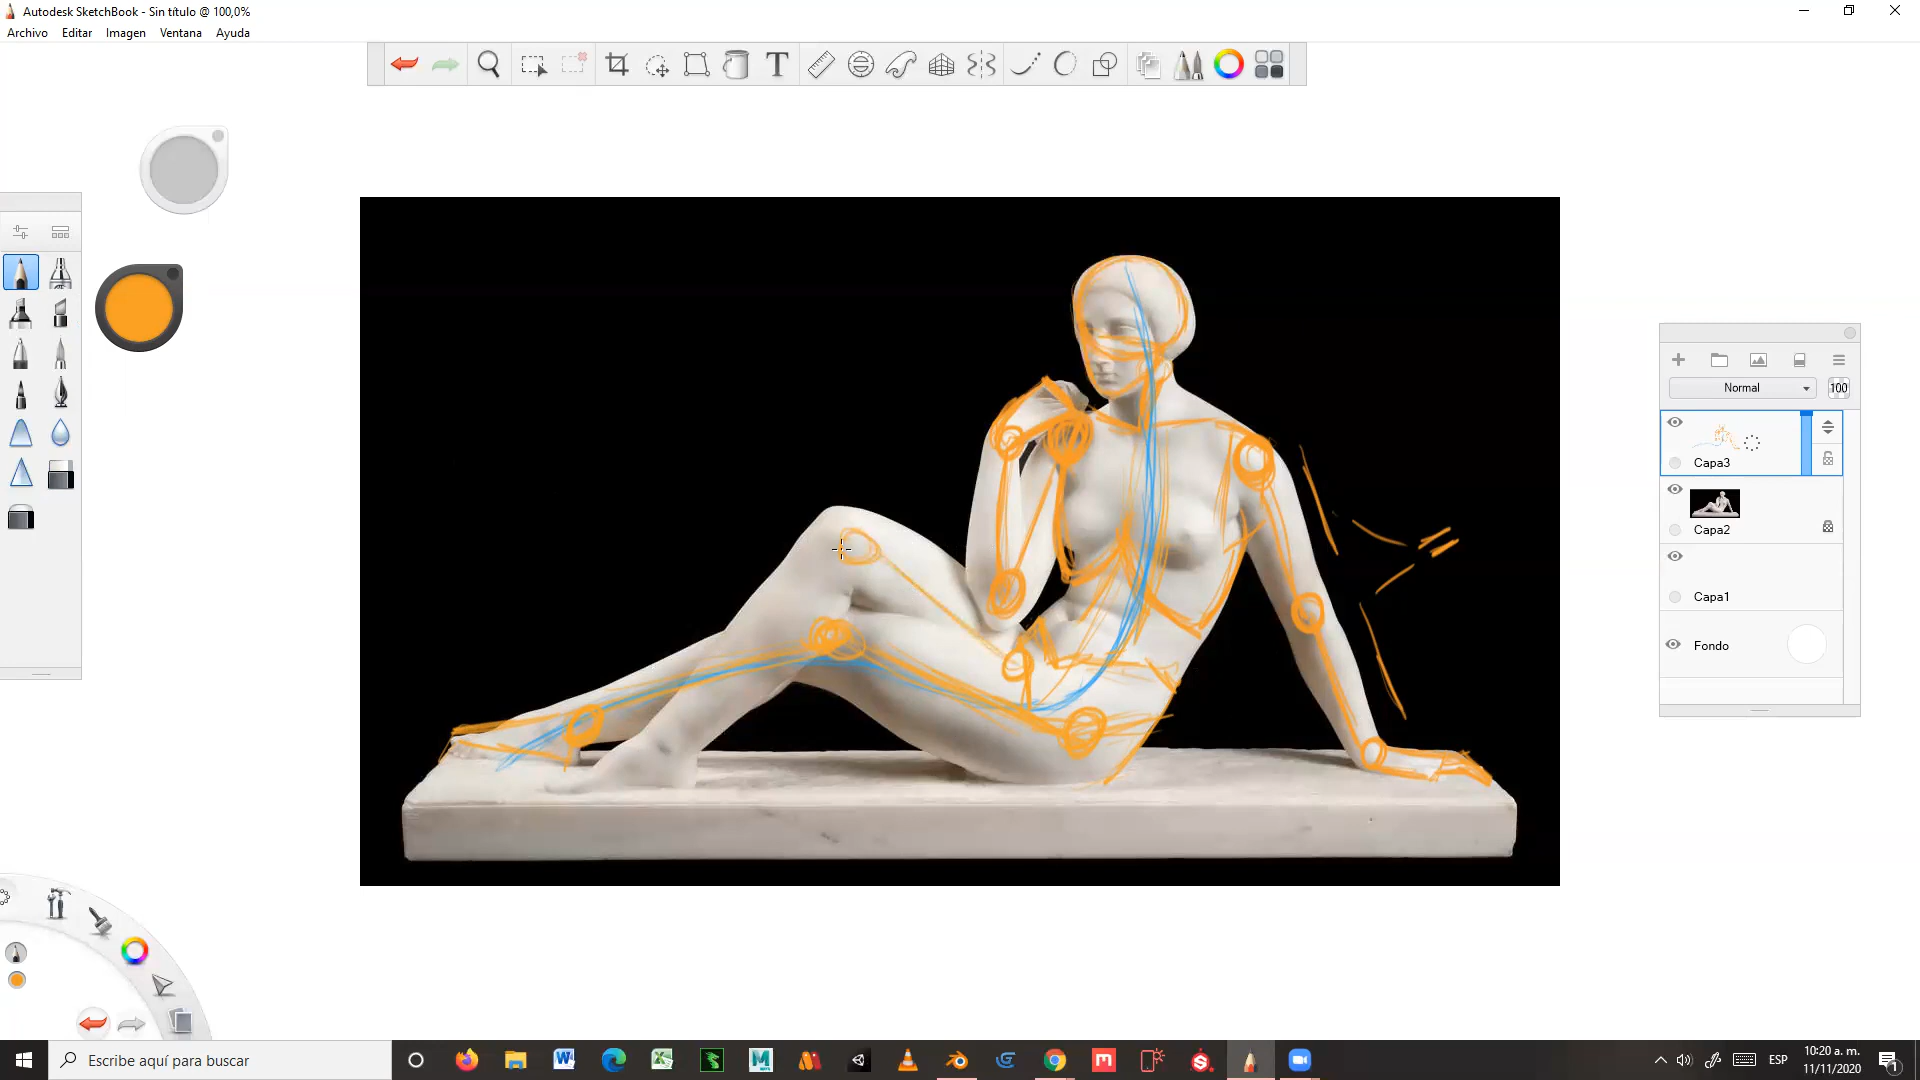 Autodesk SketchBook - Sin título @ 100,0%
Archivo Editar Imagen Ventana Ayuda
T
Normal 100
Capa3
Capa2
Capa1
Fondo
Escribe aquí para buscar
ESP
10:20 a. m.
11/11/2020
1